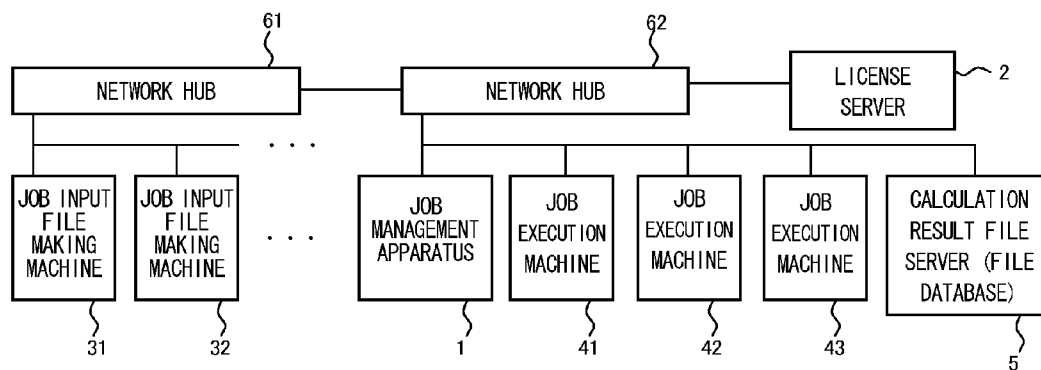 61
62
NETWORK HUB
NETWORK HUB
LICENSE
SERVER
2
. . .
JOB INPUT
FILE
MAKING
MACHINE
JOB INPUT
FILE
MAKING
MACHINE
. . .
JOB
MANAGEMENT
APPARATUS
JOB
EXECUTION
MACHINE
JOB
EXECUTION
MACHINE
JOB
EXECUTION
MACHINE
CALCULATION
RESULT FILE
SERVER (FILE
DATABASE)
31
32
1
41
42
43
5